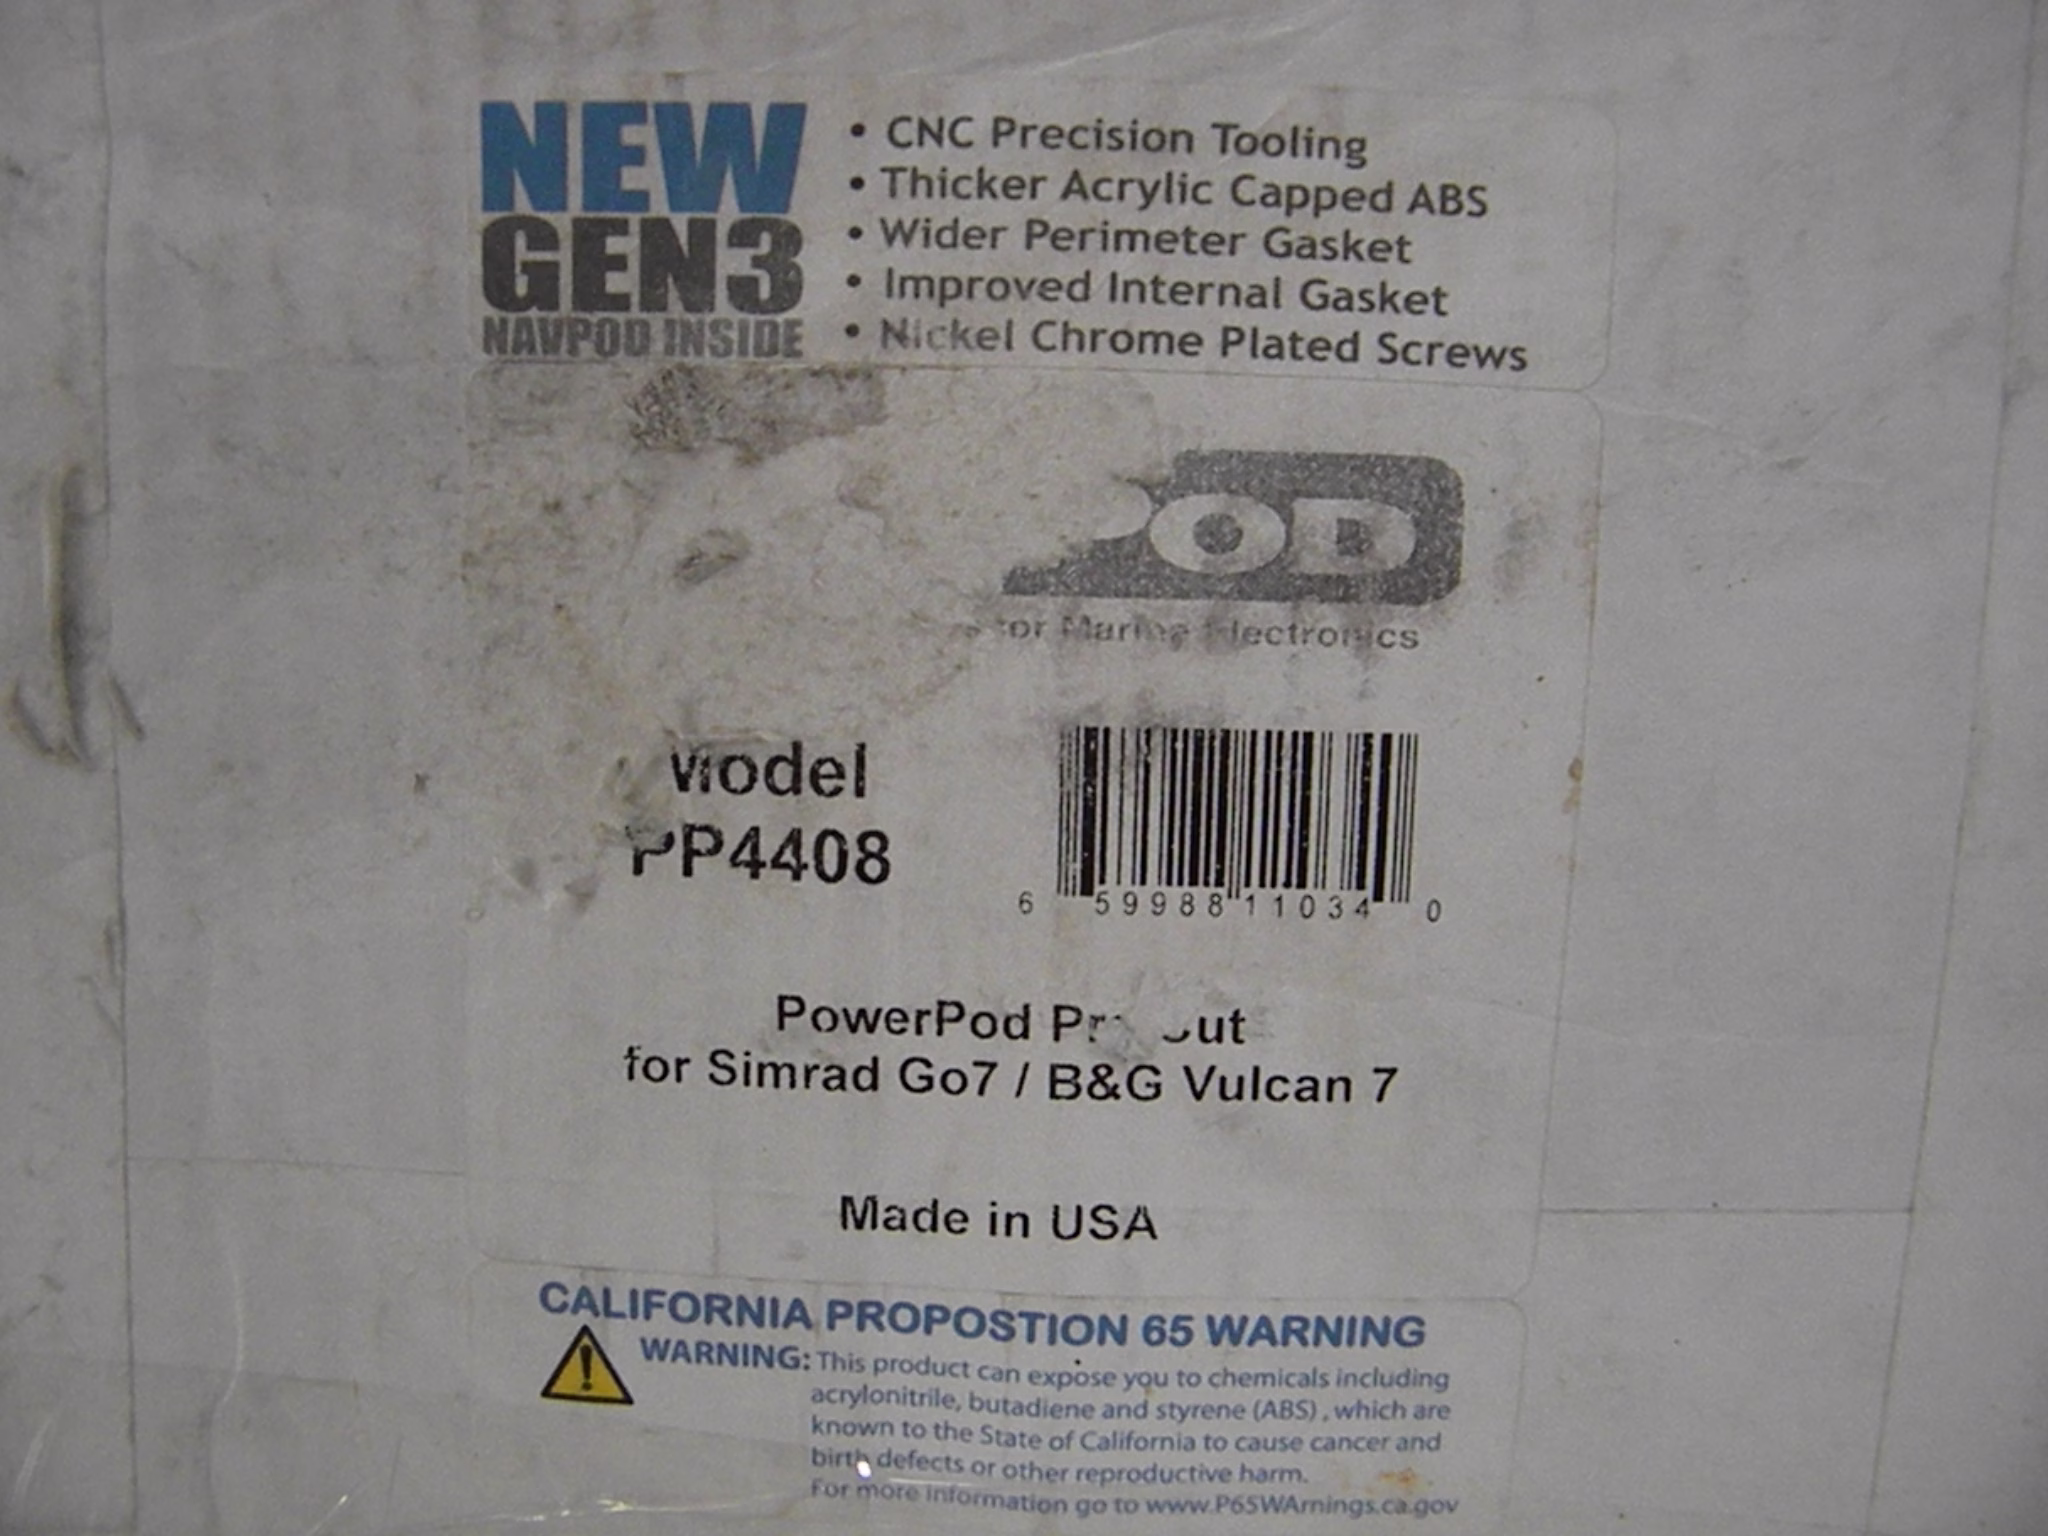 NEW
GEN3
NAVPOD INSIDE
• CNC Precision Tooling
• Thicker Acrylic Capped ABS
• Wider Perimeter Gasket
• Improved Internal Gasket
• Nickel Chrome Plated Screws
POD
for Marine Electronics
Model
PP4408
6 59988 11034 0
PowerPod
for Simrad Go7 / B&G Vulcan 7
Made in USA
CALIFORNIA PROPOSTION 65 WARNING
WARNING: This product can expose you to chemicals including
acrylonitrile, butadiene and styrene (ABS) , which are
known to the State of California to cause cancer and
birth defects or other reproductive harm.
For more information go to www.P65WArnings.ca.gov